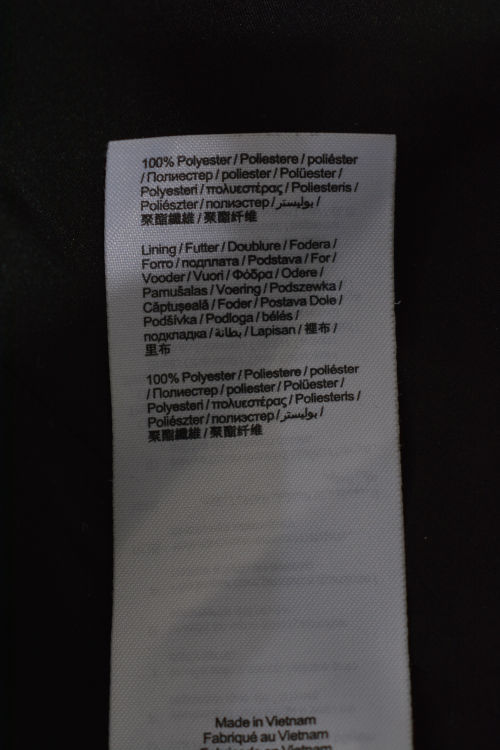 100% Polyester / Poliestere / poliéster
/ Полиестер / poliester / Polüester /
Polyesteri / πολυεστέρας / Poliesteris /
Poliészter / полиэстер / بوليستر /
聚酯纖維 / 聚酯纤维
Lining / Futter / Doublure / Fodera /
Forro / подплата / Podstava / For /
Vooder / Vuori / Φόδρα / Odere /
Pamušalas / Voering / Podszewka /
Căptuşeală / Foder / Postava Dole /
Podšívka / Podloga / bélés /
подкладка / بطانة / Lapisan / 裡布 /
里布
100% Polyester / Poliestere / poliéster
/ Полиестер / poliester / Polüester /
Polyesteri / πολυεστέρας / Poliesteris /
Poliészter / полиэстер / بوليستر /
聚酯纖維 / 聚酯纤维
Made in Vietnam
Fabriqué au Vietnam